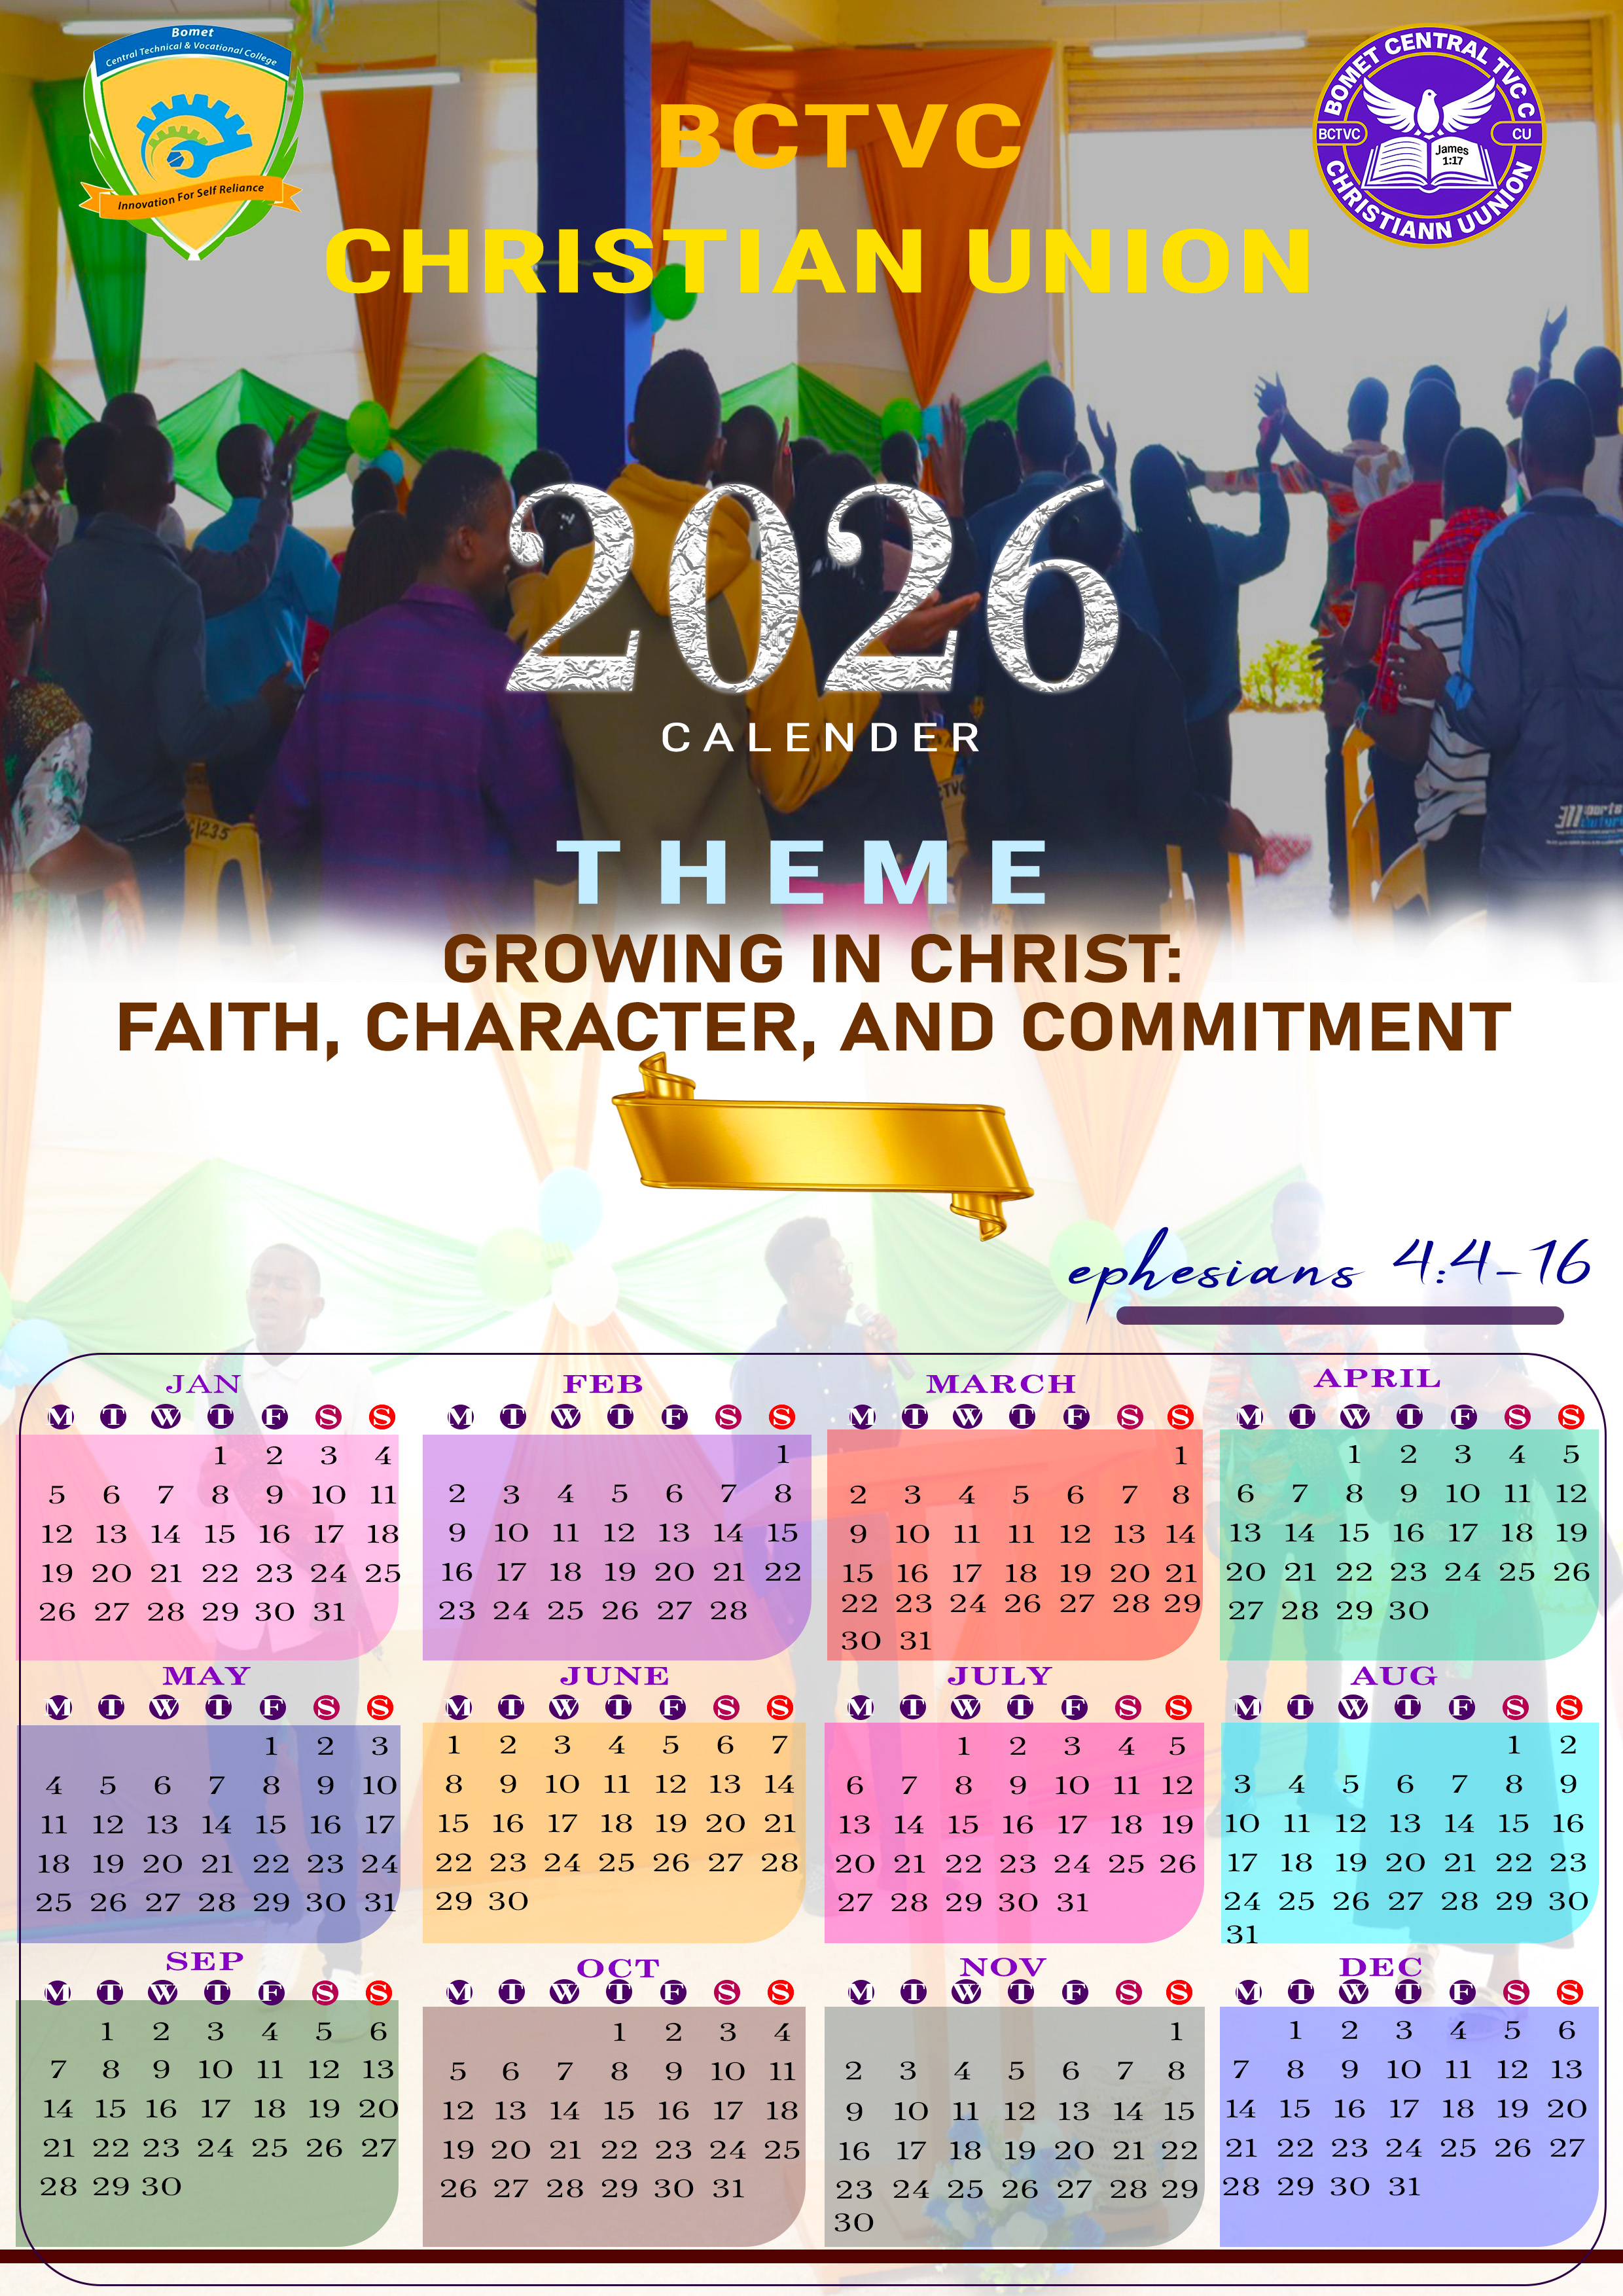 Bomet
Central Technical & Vocational College
Innovation For Self Reliance
BOMET CENTRAL TVC C
BCTVC
CU
James
1:17
CHRISTIANN UUNION
BCTVC
CHRISTIAN UNION
2026
CALENDER
THEME
GROWING IN CHRIST:
FAITH, CHARACTER, AND COMMITMENT
ephesians 4:4-16
JAN
M T W T F S S
1 2 3 4
5 6 7 8 9 10 11
12 13 14 15 16 17 18
19 20 21 22 23 24 25
26 27 28 29 30 31
FEB
M T W T F S S
1
2 3 4 5 6 7 8
9 10 11 12 13 14 15
16 17 18 19 20 21 22
23 24 25 26 27 28
MARCH
M T W T F S S
1
2 3 4 5 6 7 8
9 10 11 11 12 13 14
15 16 17 18 19 20 21
22 23 24 26 27 28 29
30 31
APRIL
M T W T F S S
1 2 3 4 5
6 7 8 9 10 11 12
13 14 15 16 17 18 19
20 21 22 23 24 25 26
27 28 29 30
MAY
M T W T F S S
1 2 3
4 5 6 7 8 9 10
11 12 13 14 15 16 17
18 19 20 21 22 23 24
25 26 27 28 29 30 31
JUNE
M T W T F S S
1 2 3 4 5 6 7
8 9 10 11 12 13 14
15 16 17 18 19 20 21
22 23 24 25 26 27 28
29 30
JULY
M T W T F S S
1 2 3 4 5
6 7 8 9 10 11 12
13 14 15 16 17 18 19
20 21 22 23 24 25 26
27 28 29 30 31
AUG
M T W T F S S
1 2
3 4 5 6 7 8 9
10 11 12 13 14 15 16
17 18 19 20 21 22 23
24 25 26 27 28 29 30
31
SEP
M T W T F S S
1 2 3 4 5 6
7 8 9 10 11 12 13
14 15 16 17 18 19 20
21 22 23 24 25 26 27
28 29 30
OCT
M T W T F S S
1 2 3 4
5 6 7 8 9 10 11
12 13 14 15 16 17 18
19 20 21 22 23 24 25
26 27 28 29 30 31
NOV
M T W T F S S
1
2 3 4 5 6 7 8
9 10 11 12 13 14 15
16 17 18 19 20 21 22
23 24 25 26 27 28 29
30
DEC
M T W T F S S
1 2 3 4 5 6
7 8 9 10 11 12 13
14 15 16 17 18 19 20
21 22 23 24 25 26 27
28 29 30 31